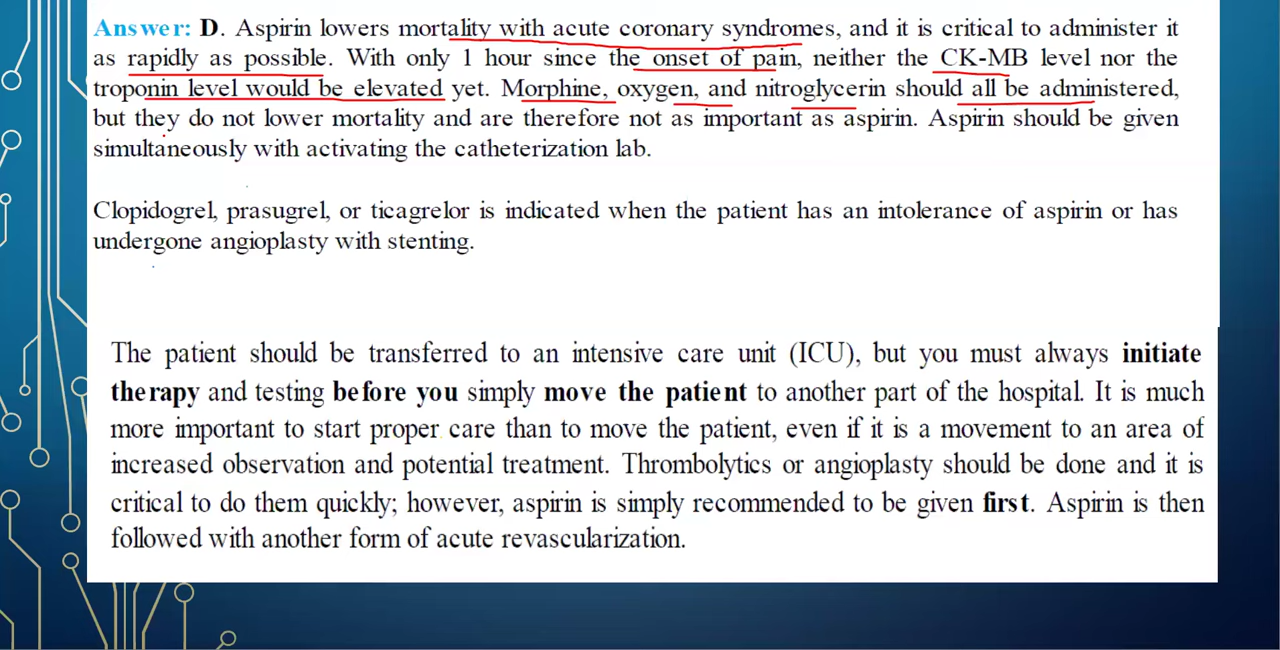 Answer: D. Aspirin lowers mortality with acute coronary syndromes, and it is critical to administer it
as rapidly as possible. With only 1 hour since the onset of pain, neither the CK-MB level nor the
troponin level would be elevated yet. Morphine, oxygen, and nitroglycerin should all be administered,
but they do not lower mortality and are therefore not as important as aspirin. Aspirin should be given
simultaneously with activating the catheterization lab.
Clopidogrel, prasugrel, or ticagrelor is indicated when the patient has an intolerance of aspirin or has
undergone angioplasty with stenting.
The patient should be transferred to an intensive care unit (ICU), but you must always initiate
therapy and testing before you simply move the patient to another part of the hospital. It is much
more important to start proper care than to move the patient, even if it is a movement to an area of
increased observation and potential treatment. Thrombolytics or angioplasty should be done and it is
critical to do them quickly; however, aspirin is simply recommended to be given first. Aspirin is then
followed with another form of acute revascularization.